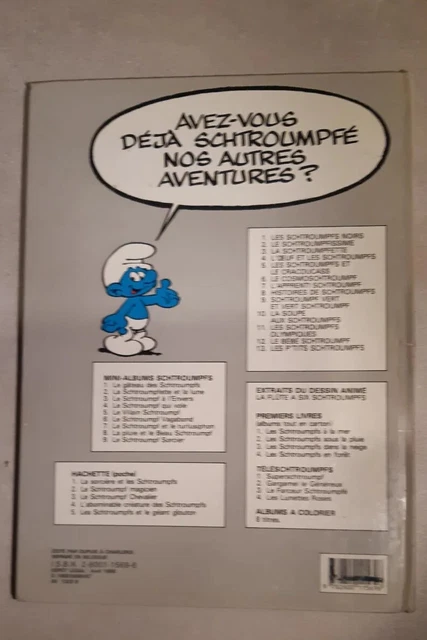 AVEZ-VOUS
DÉJÀ SCHTROUMPFÉ
NOS AUTRES
AVENTURES ?
1. LES SCHTROUMPFS NOIRS
2. LE SCHTROUMPFISSIME
3. LA SCHTROUMPFETTE
4. L'ŒUF ET LES SCHTROUMPFS
5. LES SCHTROUMPFS ET
LE CRACOUCASS
6. LE COSMOSCHTROUMPF
7. L'APPRENTI SCHTROUMPF
8. HISTOIRES DE SCHTROUMPFS
9. SCHTROUMPF VERT
ET VERT SCHTROUMPF
10. LA SOUPE
AUX SCHTROUMPFS
11. LES SCHTROUMPFS
OLYMPIQUES
12. LE BÉBÉ SCHTROUMPF
13. LES P'TITS SCHTROUMPFS
MINI-ALBUMS SCHTROUMPFS
1. Le gâteau des Schtroumpfs
2. La Schtroumpfette et la lune
3. Le Schtroumpf à l'Envers
4. Le Schtroumpf qui vole
5. Le Vilain Schtroumpf
6. Le Schtroumpf Vagabond
7. Le Schtroumpf et le
8. La pluie et le Beau Schtroumpf
9. Le Schtroumpf Sorcier
EXTRAITS DU DESSIN ANIMÉ
LA FLÛTE À SIX SCHTROUMPFS
PREMIERS LIVRES
(albums tout en carton)
1. Les Schtroumpfs à la mer
2. Les Schtroumpfs sous la pluie
3. Les Schtroumpfs dans la neige
4. Les Schtroumpfs en forêt
TÉLÉSCHTROUMPFS
1. Superschtroumpf
2. Gargamel le Généreux
3. Le Farceur Schtroumpfé
4. Les Lunettes Roses
ALBUMS À COLORIER
6 titres.
HACHETTE (poche)
1. La sorcière et les Schtroumpfs
2. Le Schtroumpf magicien
3. Le Schtroumpf Chevalier
4. L'abominable créature des Schtroumpfs
5. Les Schtroumpfs et le géant glouton